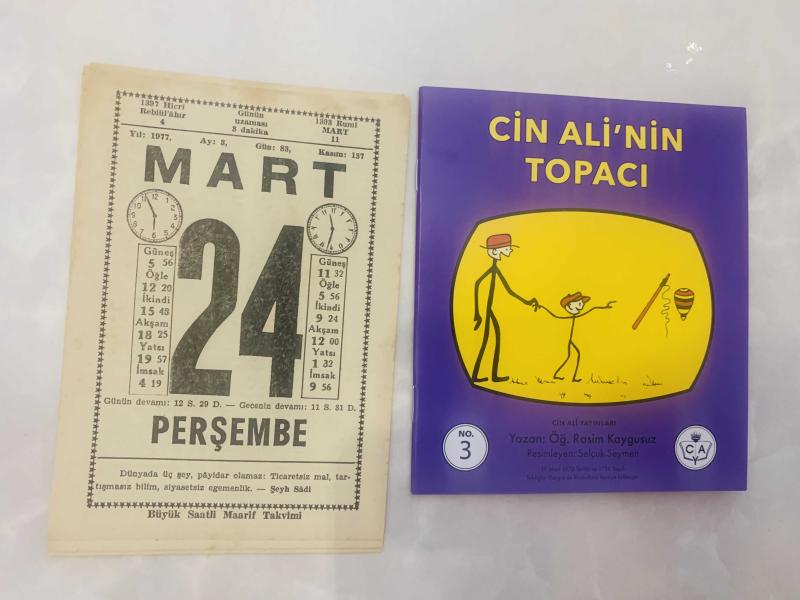 1397 Hicri
Rebiül'âhır
4
Günün
uzaması
3 dakika
1393 Rumî
MART
11
Yıl: 1977, Ay: 3, Gün: 83, Kasım: 137
MART
24
Güneş
5 56
Öğle
12 20
İkindi
15 48
Akşam
18 25
Yatsı
19 57
İmsak
4 19
Güneş
11 32
Öğle
5 56
İkindi
9 24
Akşam
12 00
Yatsı
1 32
İmsak
9 56
Günün devamı: 12 S. 29 D. — Gecenin devamı: 11 S. 31 D.
PERŞEMBE
Dünyada üç şey, pâyidar olamaz: Ticaretsiz mal, tar-
tışmasız bilim, siyasetsiz egemenlik. — Şeyh Sâdi
Büyük Saatli Maarif Takvimi
CİN ALİ'NİN
TOPACI
CİN ALİ YAYINLARI
NO.
3
Yazan: Öğ. Rasim Kaygusuz
Resimleyen: Selçuk Seymen
C A
Y